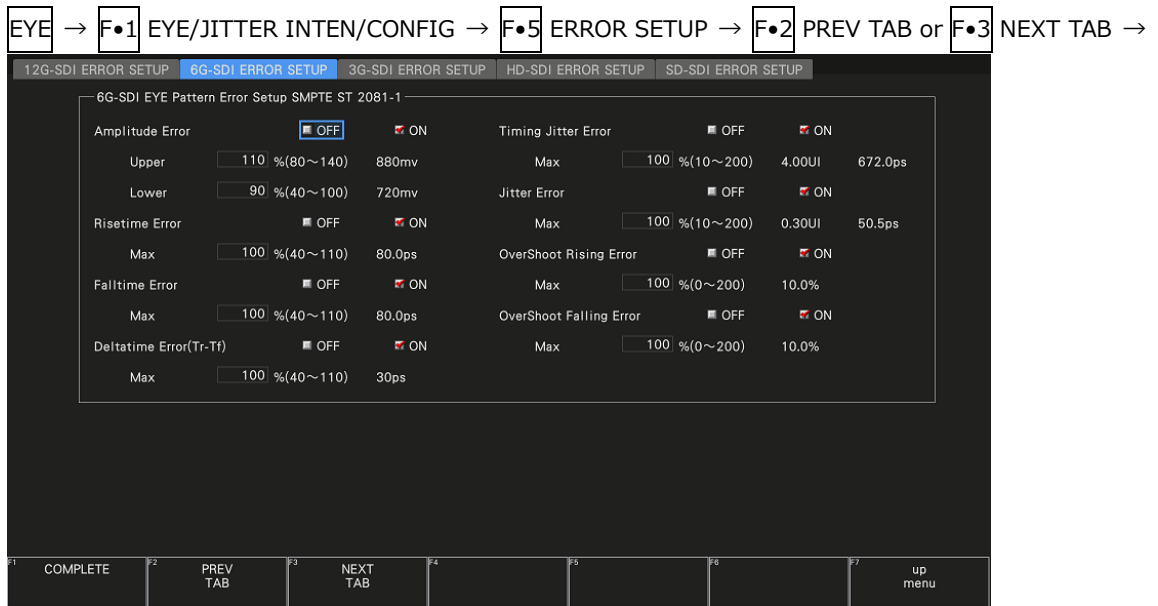 EYE → F•1 EYE/JITTER INTEN/CONFIG → F•5 ERROR SETUP → F•2 PREV TAB or F•3 NEXT TAB →
12G-SDI ERROR SETUP 6G-SDI ERROR SETUP 3G-SDI ERROR SETUP HD-SDI ERROR SETUP SD-SDI ERROR SETUP
6G-SDI EYE Pattern Error Setup SMPTE ST 2081-1
Amplitude Error OFF ON Timing Jitter Error OFF ON
Upper 110 %(80~140) 880mv Max 100 %(10~200) 4.00UI 672.0ps
Lower 90 %(40~100) 720mv Jitter Error OFF ON
Risetime Error OFF ON Max 100 %(10~200) 0.30UI 50.5ps
Max 100 %(40~110) 80.0ps OverShoot Rising Error OFF ON
Falltime Error OFF ON Max 100 %(0~200) 10.0%
Max 100 %(40~110) 80.0ps OverShoot Falling Error OFF ON
Deltatime Error(Tr-Tf) OFF ON Max 100 %(0~200) 10.0%
Max 100 %(40~110) 30ps
F1 COMPLETE F2 PREV TAB F3 NEXT TAB F4 F5 F6 F7 up menu